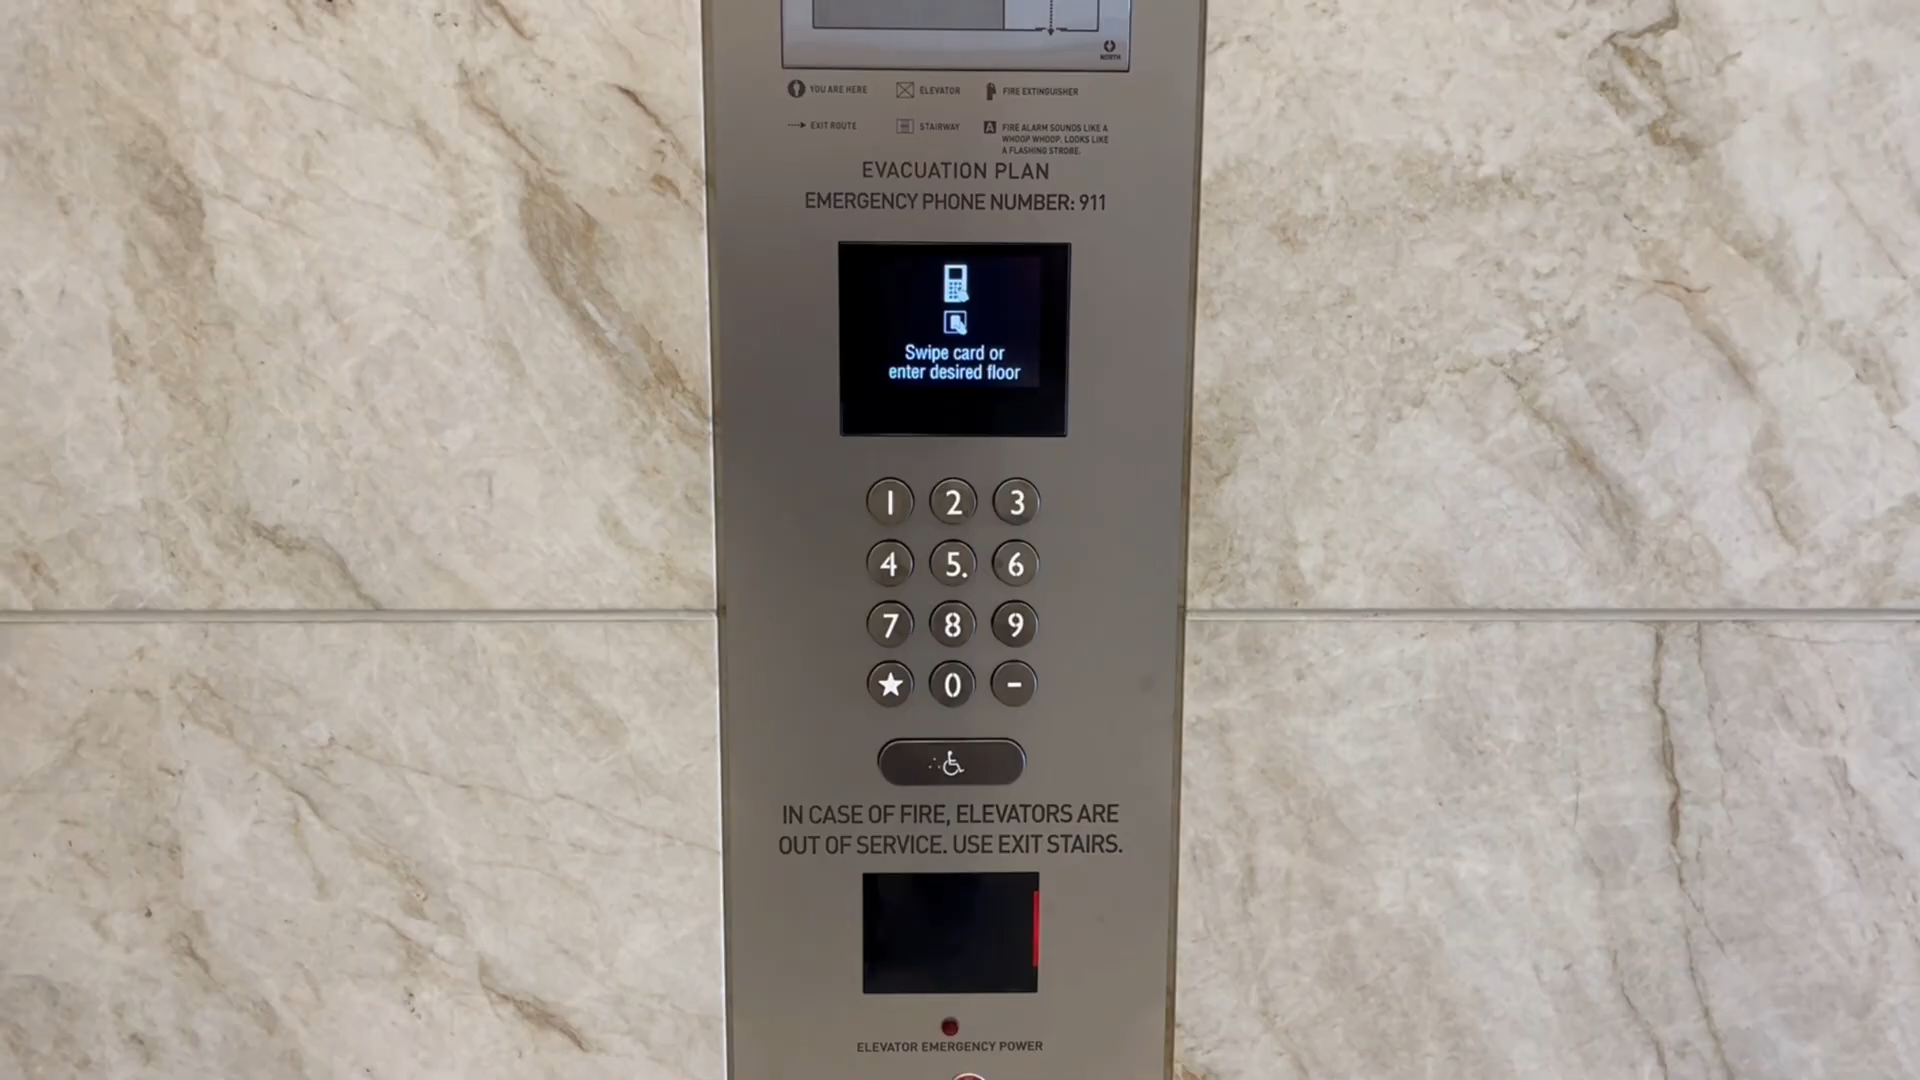 NORTH
YOU ARE HERE
ELEVATOR
FIRE EXTINGUISHER
EXIT ROUTE
STAIRWAY
A
FIRE ALARM SOUNDS LIKE A
WHOOP WHOOP. LOOKS LIKE
A FLASHING STROBE.
EVACUATION PLAN
EMERGENCY PHONE NUMBER: 911
Swipe card or
enter desired floor
1 2 3
4 5. 6
7 8 9
★ 0 -
IN CASE OF FIRE, ELEVATORS ARE
OUT OF SERVICE. USE EXIT STAIRS.
ELEVATOR EMERGENCY POWER